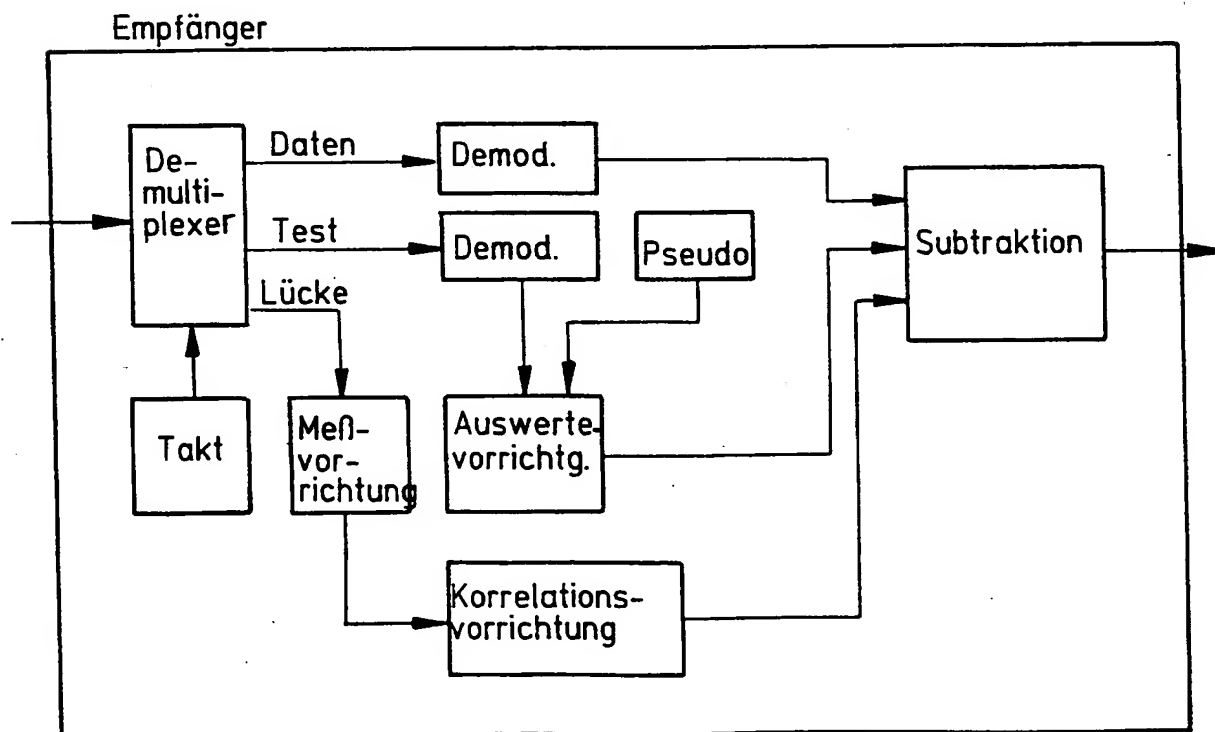 Empfänger
De-
multi-
plexer
Daten
Test
Lücke
Demod.
Demod.
Pseudo
Subtraktion
Takt
Meß-
vor-
richtung
Auswerte-
vorrichtg.
Korrelations-
vorrichtung